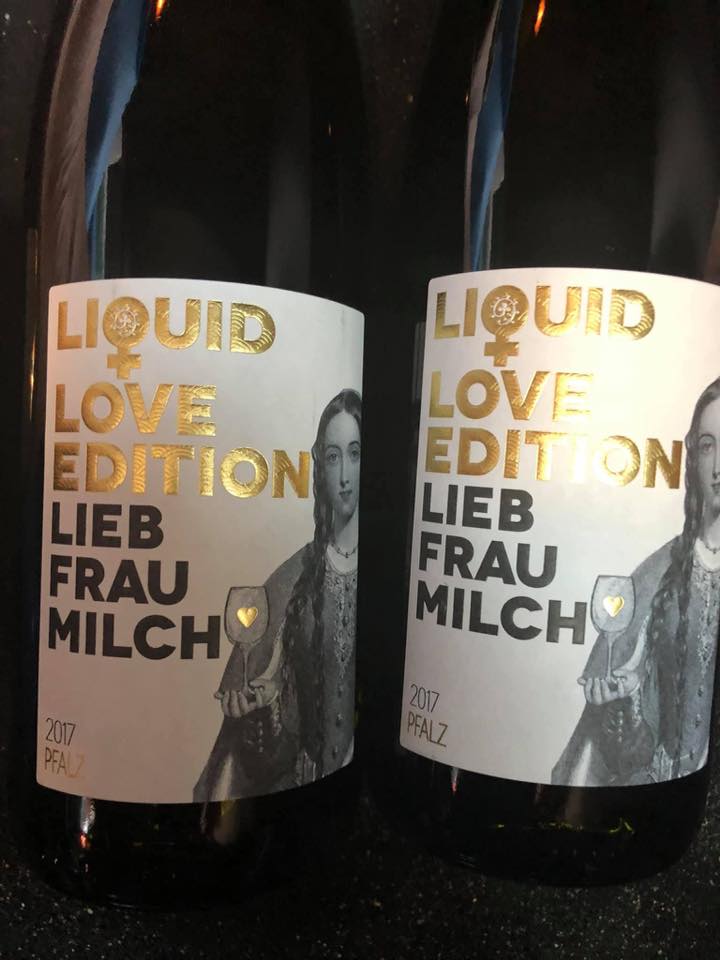 LIQUID
LOVE
EDITION
LIEB
FRAU
MILCH
2017
PFALZ
LIQUID
LOVE
EDITION
LIEB
FRAU
MILCH
2017
PFALZ